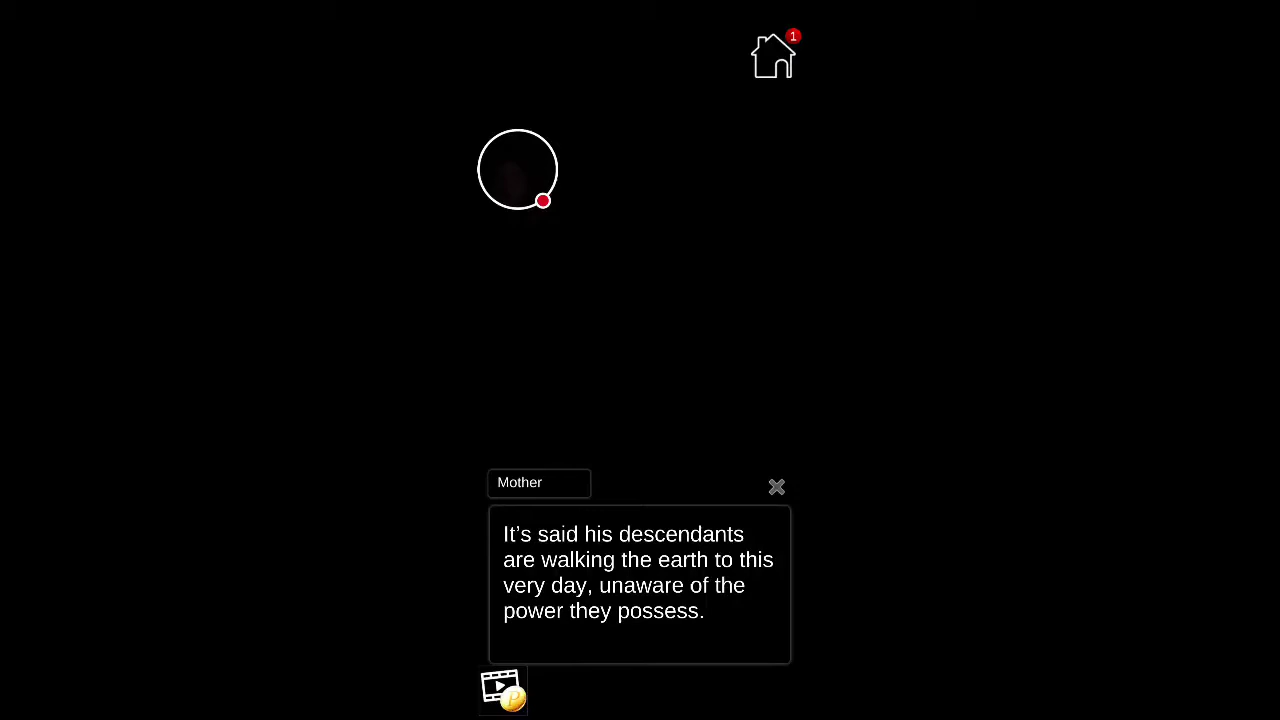 1
Mother
It’s said his descendants
are walking the earth to this
very day, unaware of the
power they possess.
P